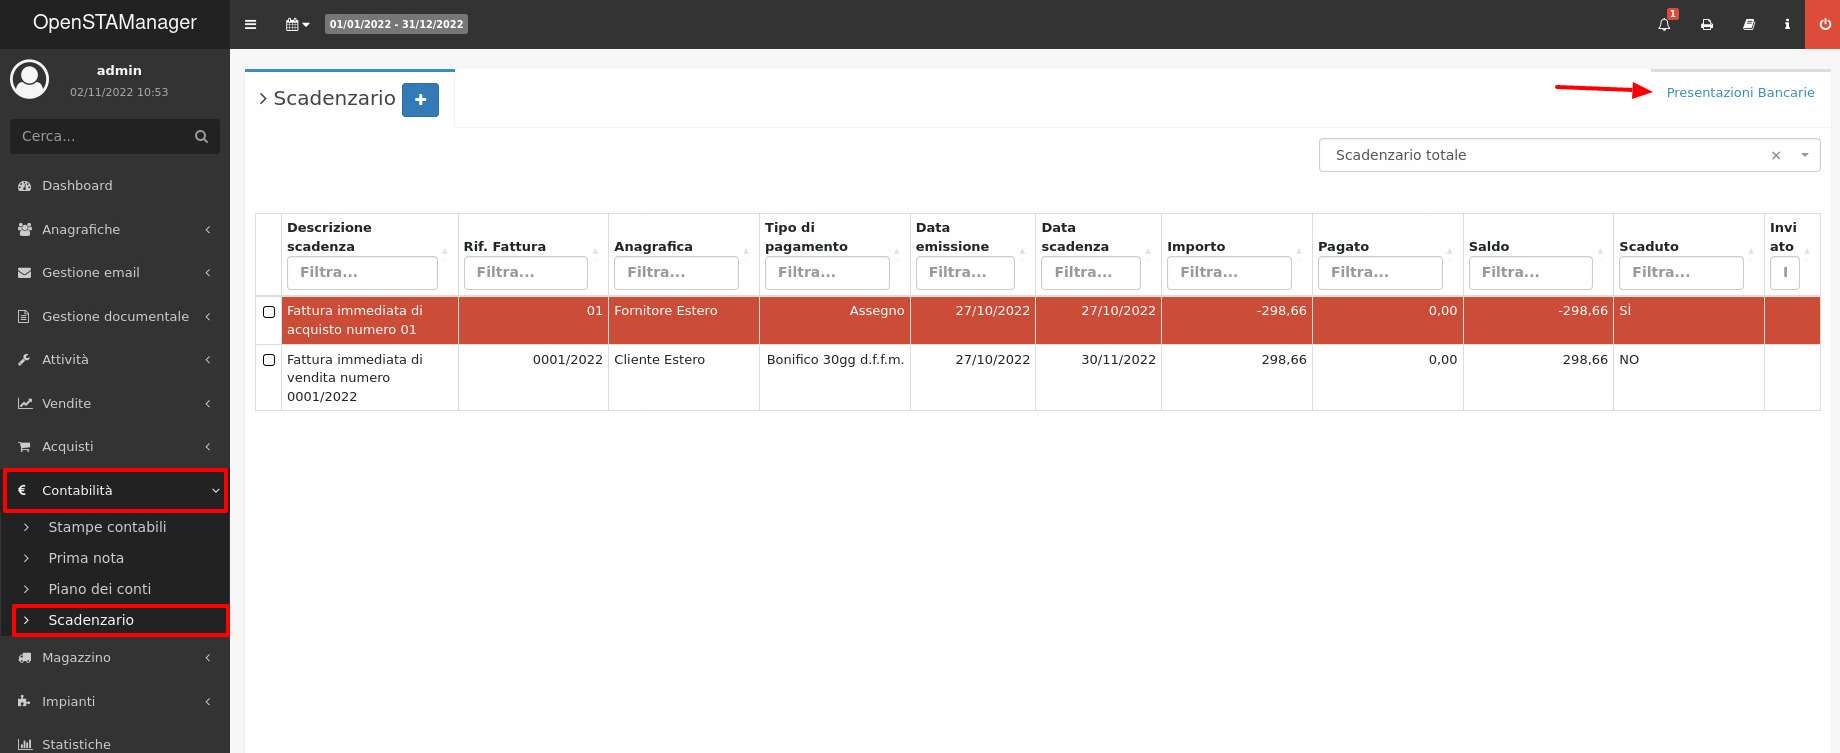 OpenSTAManager
01/01/2022 - 31/12/2022
1
admin
02/11/2022 10:53
Cerca...
Dashboard
Anagrafiche
Gestione email
Gestione documentale
Attività
Vendite
Acquisti
Contabilità
Stampe contabili
Prima nota
Piano dei conti
Scadenzario
Magazzino
Impianti
Statistiche
Scadenzario
Presentazioni Bancarie
Scadenzario totale
Descrizione scadenza Rif. Fattura Anagrafica Tipo di pagamento Data emissione Data scadenza Importo Pagato Saldo Scaduto Invi ato
Filtra... Filtra... Filtra... Filtra... Filtra... Filtra... Filtra... Filtra... Filtra... Filtra...
Fattura immediata di 01 Fornitore Estero Assegno 27/10/2022 27/10/2022 -298,66 0,00 -298,66 SÌ
acquisto numero 01
Fattura immediata di 0001/2022 Cliente Estero Bonifico 30gg d.f.f.m. 27/10/2022 30/11/2022 298,66 0,00 298,66 NO
vendita numero
0001/2022